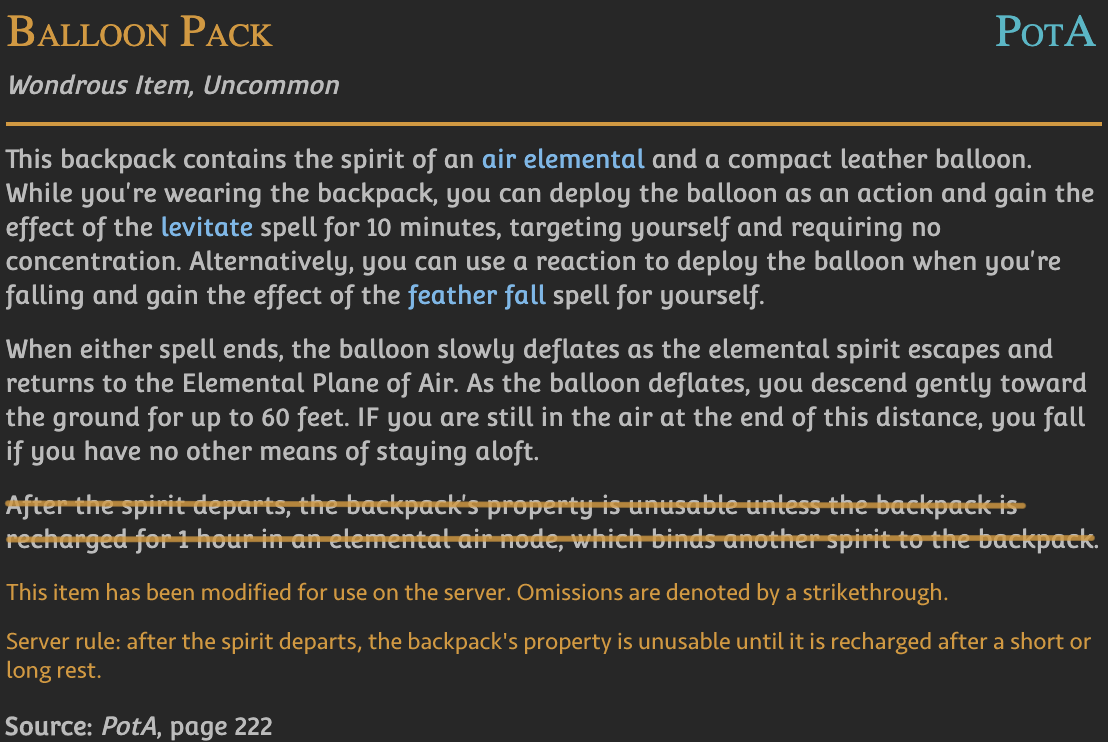 Balloon Pack PotA
Wondrous Item, Uncommon
This backpack contains the spirit of an air elemental and a compact leather balloon.
While you're wearing the backpack, you can deploy the balloon as an action and gain the
effect of the levitate spell for 10 minutes, targeting yourself and requiring no
concentration. Alternatively, you can use a reaction to deploy the balloon when you're
falling and gain the effect of the feather fall spell for yourself.
When either spell ends, the balloon slowly deflates as the elemental spirit escapes and
returns to the Elemental Plane of Air. As the balloon deflates, you descend gently toward
the ground for up to 60 feet. IF you are still in the air at the end of this distance, you fall
if you have no other means of staying aloft.
After the spirit departs, the backpack's property is unusable unless the backpack is
recharged for 1 hour in an elemental air node, which binds another spirit to the backpack.
This item has been modified for use on the server. Omissions are denoted by a strikethrough.
Server rule: after the spirit departs, the backpack's property is unusable until it is recharged after a short or
long rest.
Source: PotA, page 222